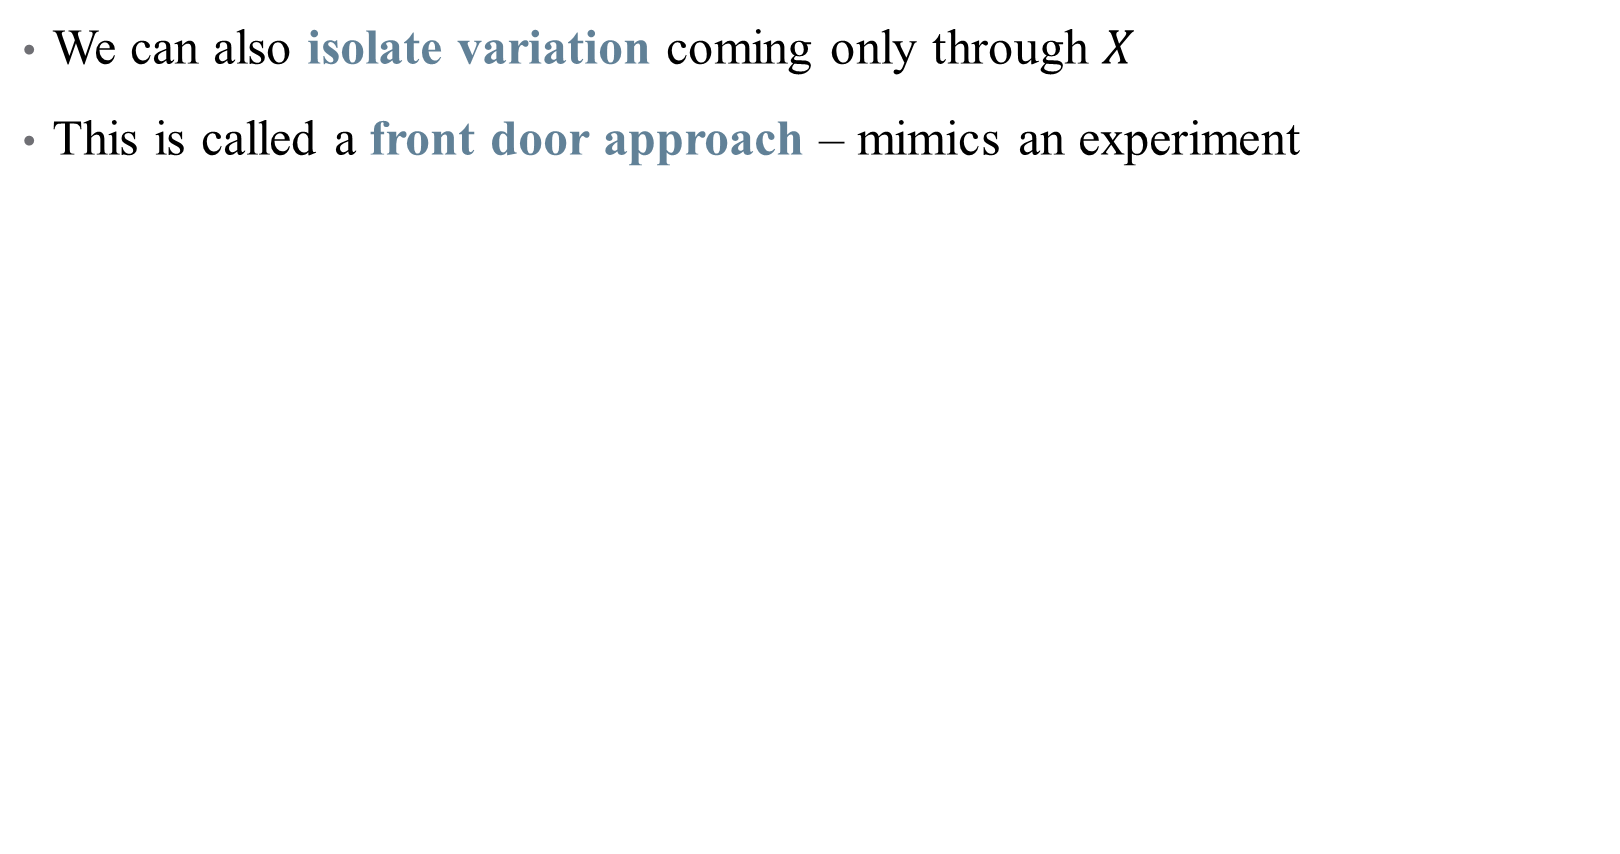 • We can also isolate variation coming only through X
• This is called a front door approach – mimics an experiment